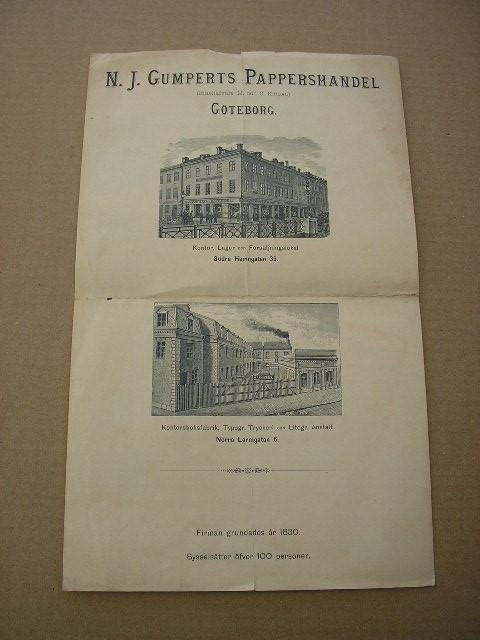 N. J. Gumperts Pappershandel
Göteborg.
Kontor, Lager och Försäljningslokal
Södra Hamngatan 35.
Kontorsboksfabrik, Typogr. Tryckeri och Litogr. Anstalt
Norra Larmgatan 6.
Firman grundades år 1830.
Sysselsätter öfver 100 personer.